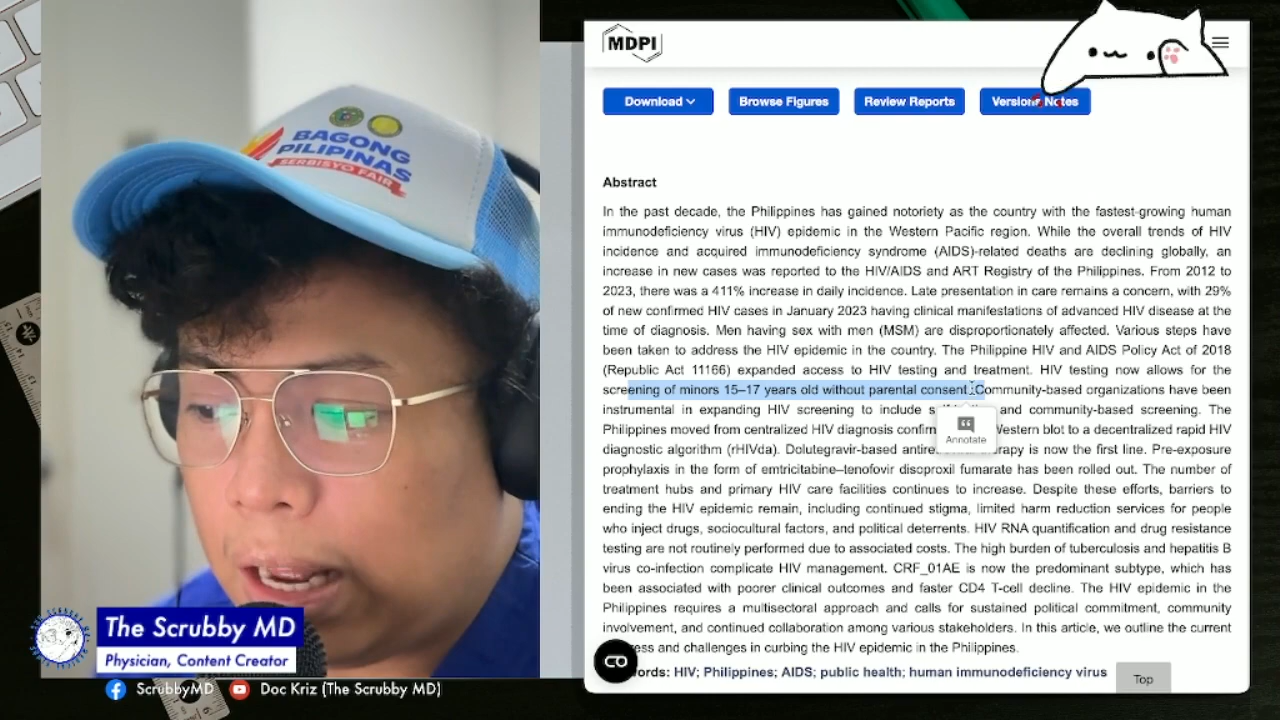 BAGONG
PILIPINAS
SERBISYO FAIR
The Scrubby MD
Physician, Content Creator
ScrubbyMD
Doc Kriz (The Scrubby MD)
MDPI
Download
Browse Figures
Review Reports
Versions Notes
Abstract
In the past decade, the Philippines has gained notoriety as the country with the fastest-growing human
immunodeficiency virus (HIV) epidemic in the Western Pacific region. While the overall trends of HIV
incidence and acquired immunodeficiency syndrome (AIDS)-related deaths are declining globally, an
increase in new cases was reported to the HIV/AIDS and ART Registry of the Philippines. From 2012 to
2023, there was a 411% increase in daily incidence. Late presentation in care remains a concern, with 29%
of new confirmed HIV cases in January 2023 having clinical manifestations of advanced HIV disease at the
time of diagnosis. Men having sex with men (MSM) are disproportionately affected. Various steps have
been taken to address the HIV epidemic in the country. The Philippine HIV and AIDS Policy Act of 2018
(Republic Act 11166) expanded access to HIV testing and treatment. HIV testing now allows for the
screening of minors 15–17 years old without parental consent. Community-based organizations have been
instrumental in expanding HIV screening to include and community-based screening. The
Philippines moved from centralized HIV diagnosis Western blot to a decentralized rapid HIV
diagnostic algorithm (rHIVda). Dolutegravir-based is now the first line. Pre-exposure
prophylaxis in the form of emtricitabine–tenofovir disoproxil fumarate has been rolled out. The number of
treatment hubs and primary HIV care facilities continues to increase. Despite these efforts, barriers to
ending the HIV epidemic remain, including continued stigma, limited harm reduction services for people
who inject drugs, sociocultural factors, and political deterrents. HIV RNA quantification and drug resistance
testing are not routinely performed due to associated costs. The high burden of tuberculosis and hepatitis B
virus co-infection complicate HIV management. CRF_01AE is now the predominant subtype, which has
been associated with poorer clinical outcomes and faster CD4 T-cell decline. The HIV epidemic in the
Philippines requires a multisectoral approach and calls for sustained political commitment, community
involvement, and continued collaboration among various stakeholders. In this article, we outline the current
and challenges in curbing the HIV epidemic in the Philippines.
HIV; Philippines; AIDS; public health; human immunodeficiency virus
Annotate
Top